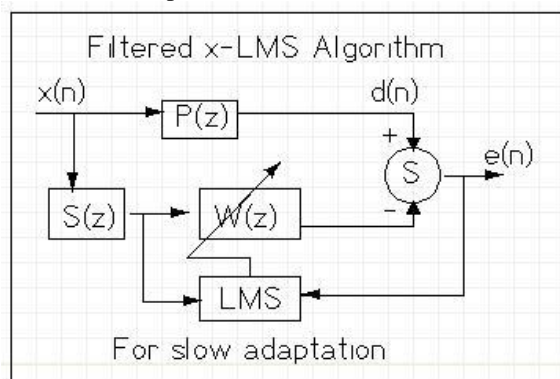 Filtered x-LMS Algorithm
x(n)
d(n)
P(z)
+
S
e(n)
S(z)
W(z)
-
LMS
For slow adaptation